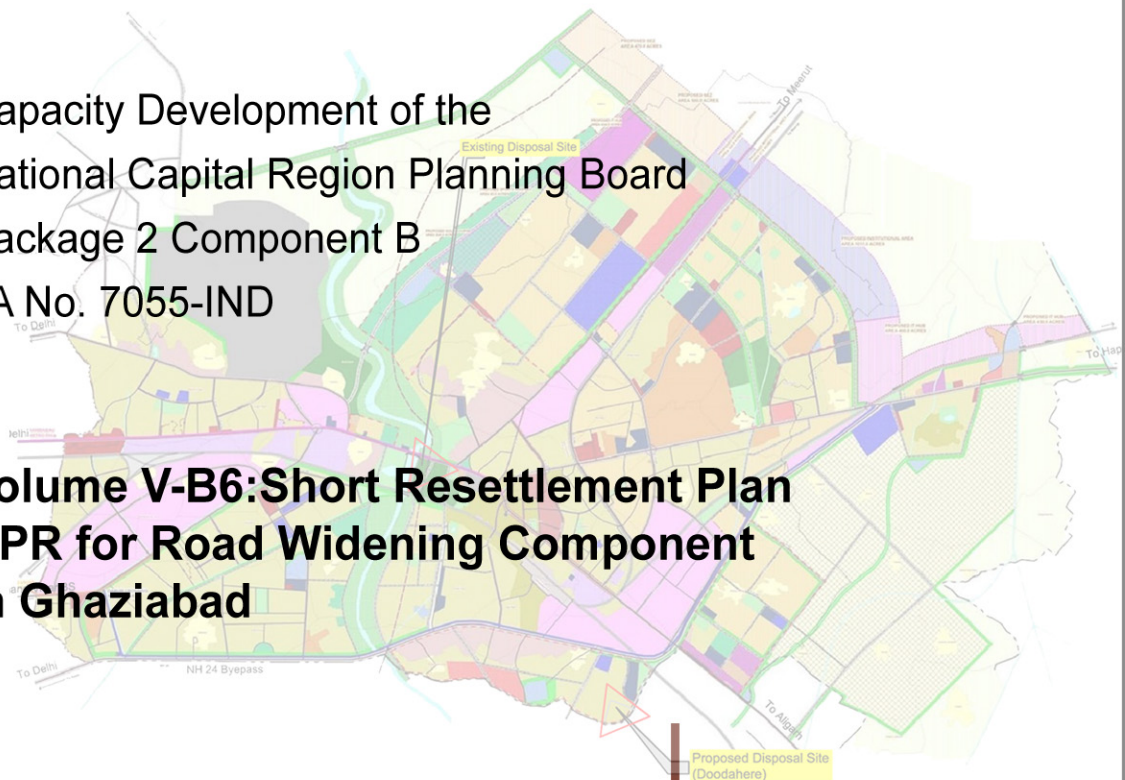 apacity Development of the
ational Capital Region Planning Board
ackage 2 Component B
A No. 7055-IND
olume V-B6:Short Resettlement Plan
PR for Road Widening Component
n Ghaziabad
Existing Disposal Site
To Meerut
To Delhi
To Hap
elhi
To Delhi
NH 24 Byepass
To Aligarh
Proposed Disposal Site
(Doodahere)